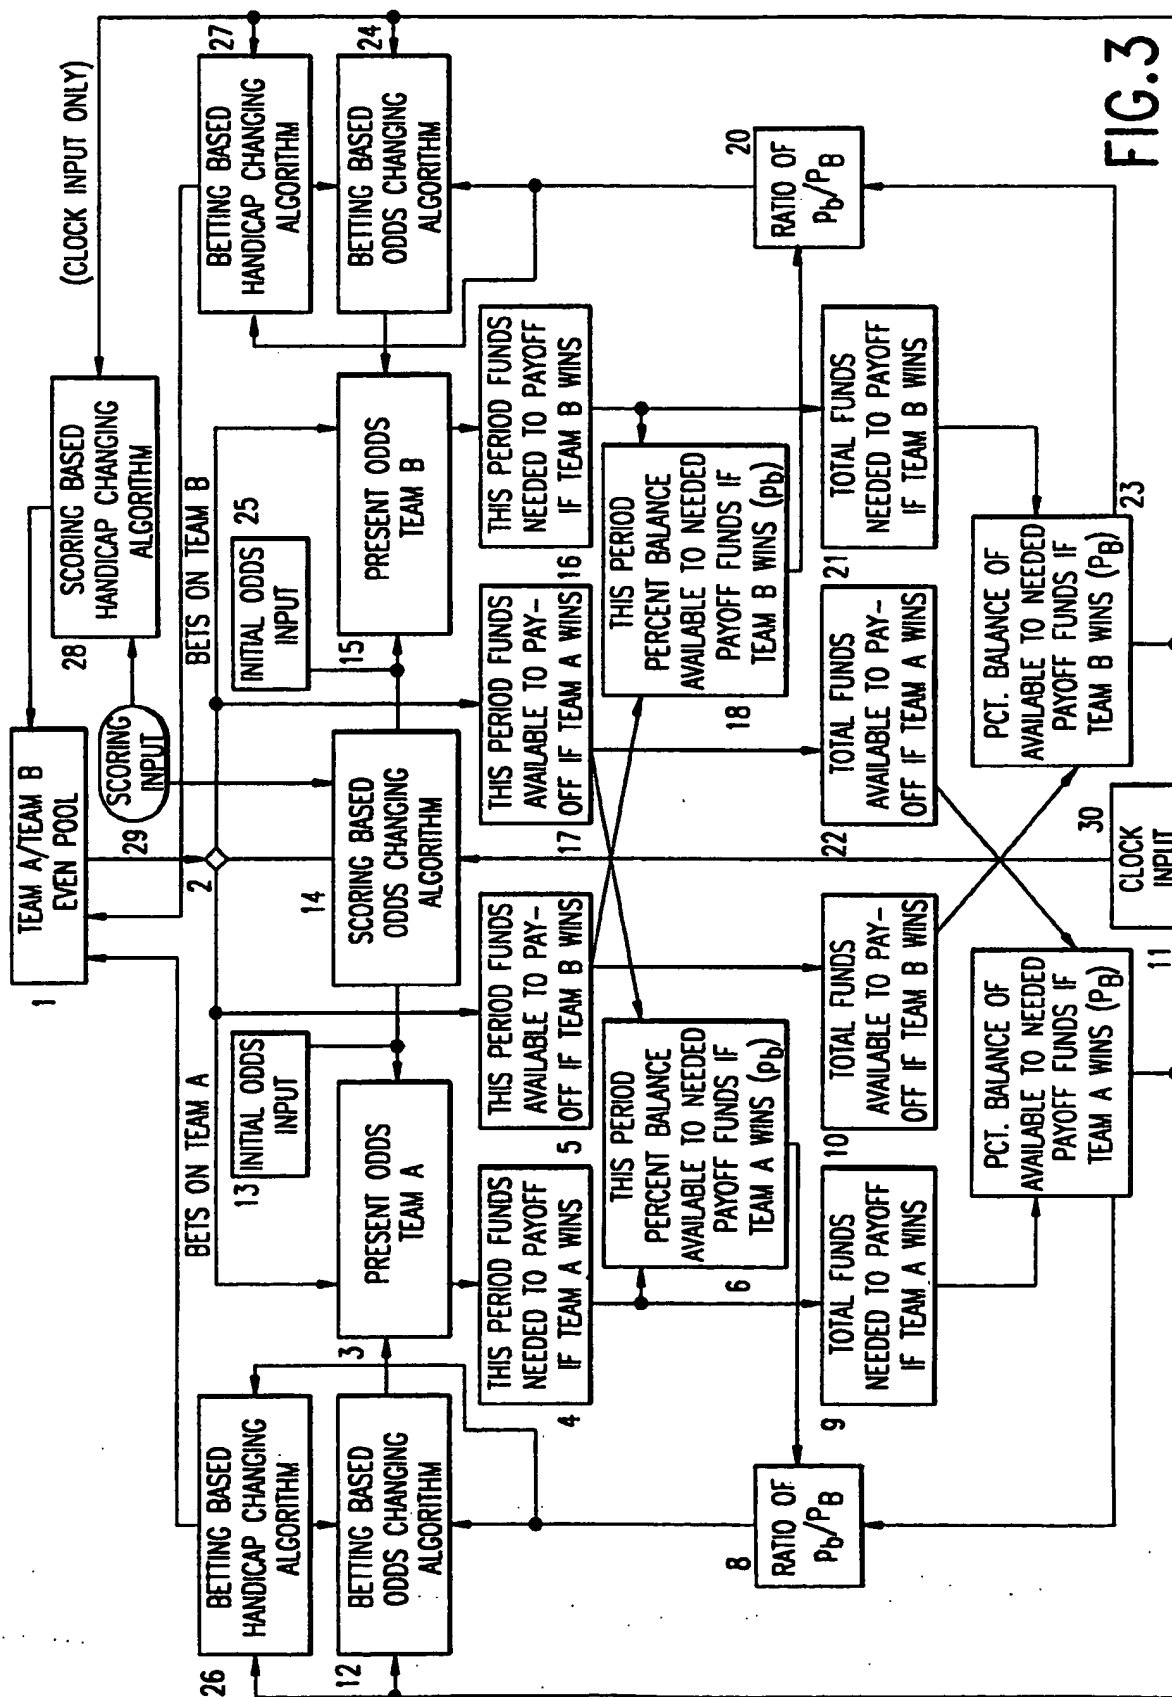 TEAM A/TEAM B
EVEN POOL
1
SCORING
INPUT
29
SCORING BASED
HANDICAP CHANGING
ALGORITHM
28
(CLOCK INPUT ONLY)
BETS ON TEAM A
2
BETS ON TEAM B
BETTING BASED
HANDICAP CHANGING
ALGORITHM
26
BETTING BASED
HANDICAP CHANGING
ALGORITHM
27
13
INITIAL ODDS
INPUT
INITIAL ODDS
INPUT
25
BETTING BASED
ODDS CHANGING
ALGORITHM
12
PRESENT ODDS
TEAM A
3
14
SCORING BASED
ODDS CHANGING
ALGORITHM
PRESENT ODDS
TEAM B
15
BETTING BASED
ODDS CHANGING
ALGORITHM
24
THIS PERIOD FUNDS
NEEDED TO PAYOFF
IF TEAM A WINS
4
THIS PERIOD FUNDS
AVAILABLE TO PAY-
OFF IF TEAM B WINS
5
THIS PERIOD FUNDS
AVAILABLE TO PAY-
OFF IF TEAM A WINS
17
THIS PERIOD FUNDS
NEEDED TO PAYOFF
IF TEAM B WINS
16
THIS PERIOD
PERCENT BALANCE
AVAILABLE TO NEEDED
PAYOFF FUNDS IF
TEAM A WINS (pb)
6
THIS PERIOD
PERCENT BALANCE
AVAILABLE TO NEEDED
PAYOFF FUNDS IF
TEAM B WINS (pb)
18
8
RATIO OF
Pb/PB
20
RATIO OF
Pb/PB
TOTAL FUNDS
NEEDED TO PAYOFF
IF TEAM A WINS
9
TOTAL FUNDS
AVAILABLE TO PAY-
OFF IF TEAM B WINS
10
TOTAL FUNDS
AVAILABLE TO PAY-
OFF IF TEAM A WINS
22
TOTAL FUNDS
NEEDED TO PAYOFF
IF TEAM B WINS
21
PCT. BALANCE OF
AVAILABLE TO NEEDED
PAYOFF FUNDS IF
TEAM A WINS (PB)
11
30
CLOCK
INPUT
PCT. BALANCE OF
AVAILABLE TO NEEDED
PAYOFF FUNDS IF
TEAM B WINS (PB)
23
FIG.3